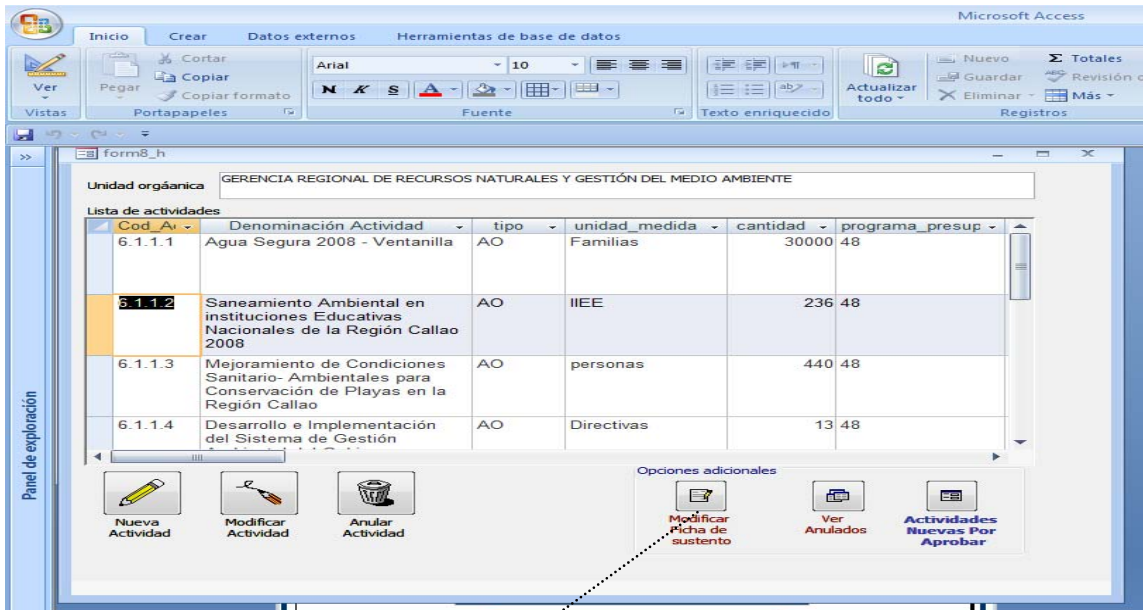 Microsoft Access
Inicio Crear Datos externos Herramientas de base de datos
Ver
Vistas
Pegar
Cortar
Copiar
Copiar formato
Portapapeles
Arial 10
N K S A
Fuente
Texto enriquecido
Actualizar todo
Nuevo
Guardar
Eliminar
Σ Totales
Revisión
Más
Registros
form8_h
Unidad orgáanica GERENCIA REGIONAL DE RECURSOS NATURALES Y GESTIÓN DEL MEDIO AMBIENTE
Lista de actividades
Cod_A Denominación Actividad tipo unidad_medida cantidad programa_presup
6.1.1.1 Agua Segura 2008 - Ventanilla AO Familias 30000 48
6.1.1.2 Saneamiento Ambiental en AO IIEE 236 48
instituciones Educativas
Nacionales de la Región Callao
2008
6.1.1.3 Mejoramiento de Condiciones AO personas 440 48
Sanitario- Ambientales para
Conservación de Playas en la
Región Callao
6.1.1.4 Desarrollo e Implementación AO Directivas 13 48
del Sistema de Gestión
Panel de exploración
Nueva
Actividad
Modificar
Actividad
Anular
Actividad
Opciones adicionales
Modificar
Ficha de
sustento
Ver
Anulados
Actividades
Nuevas Por
Aprobar